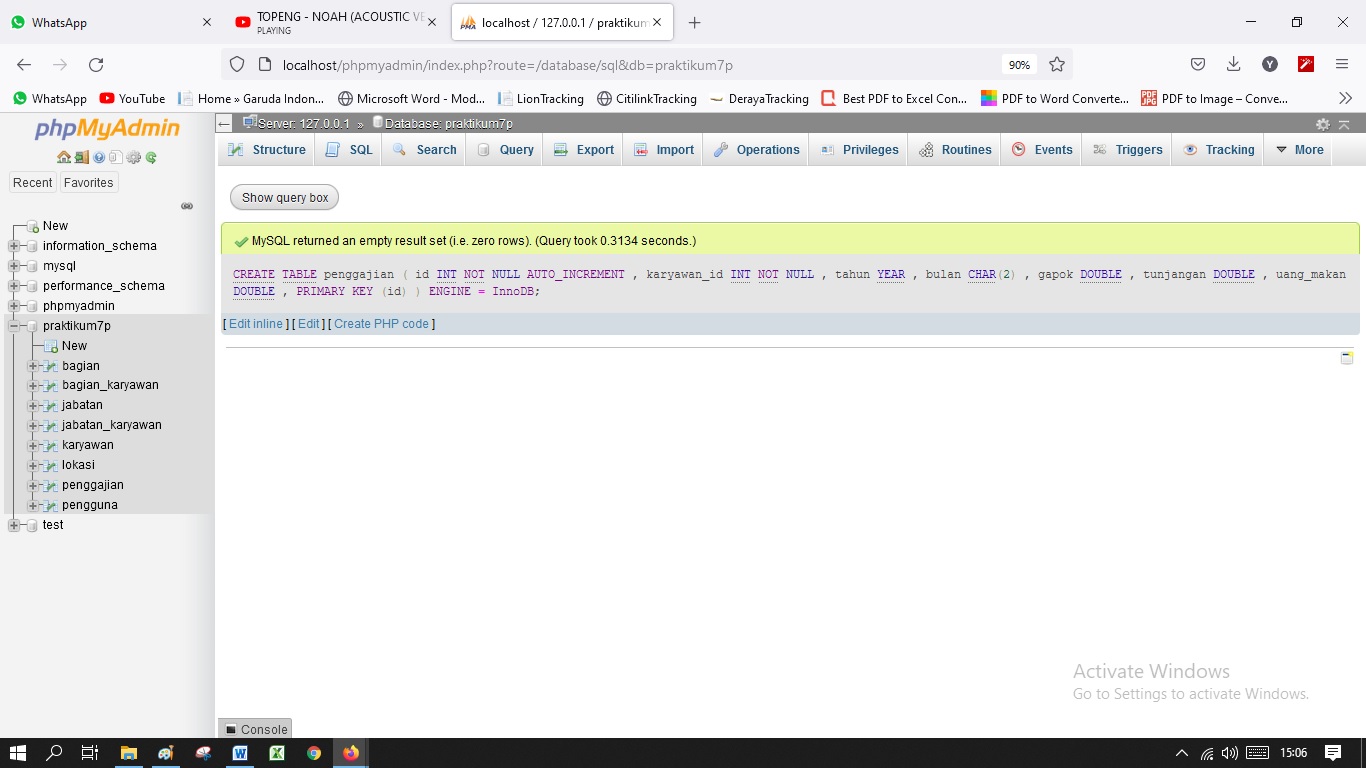 WhatsApp
TOPENG - NOAH (ACOUSTIC VE
PLAYING
localhost / 127.0.0.1 / praktikum
localhost/phpmyadmin/index.php?route=/database/sql&db=praktikum7p
90%
WhatsApp
YouTube
Home » Garuda Indon...
Microsoft Word - Mod...
LionTracking
CitilinkTracking
DerayaTracking
Best PDF to Excel Con...
PDF to Word Converte...
PDF to Image – Conve...
phpMyAdmin
Recent
Favorites
New
information_schema
mysql
performance_schema
phpmyadmin
praktikum7p
New
bagian
bagian_karyawan
jabatan
jabatan_karyawan
karyawan
lokasi
penggajian
pengguna
test
Server: 127.0.0.1 » Database: praktikum7p
Structure
SQL
Search
Query
Export
Import
Operations
Privileges
Routines
Events
Triggers
Tracking
More
Show query box
MySQL returned an empty result set (i.e. zero rows). (Query took 0.3134 seconds.)
CREATE TABLE penggajian ( id INT NOT NULL AUTO_INCREMENT , karyawan_id INT NOT NULL , tahun YEAR , bulan CHAR(2) , gapok DOUBLE , tunjangan DOUBLE , uang_makan
DOUBLE , PRIMARY KEY (id) ) ENGINE = InnoDB;
[ Edit inline ] [ Edit ] [ Create PHP code ]
Activate Windows
Go to Settings to activate Windows.
Console
15:06